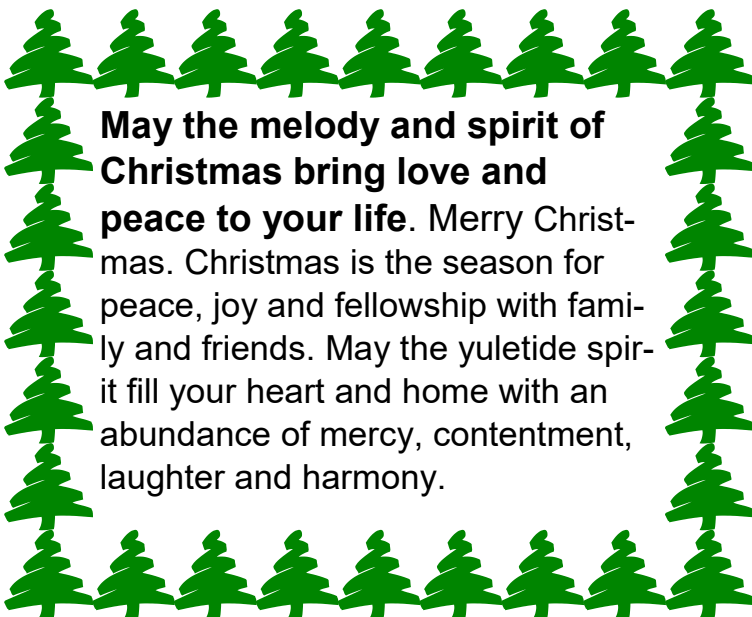 May the melody and spirit of
Christmas bring love and
peace to your life. Merry Christ-
mas. Christmas is the season for
peace, joy and fellowship with fami-
ly and friends. May the yuletide spir-
it fill your heart and home with an
abundance of mercy, contentment,
laughter and harmony.